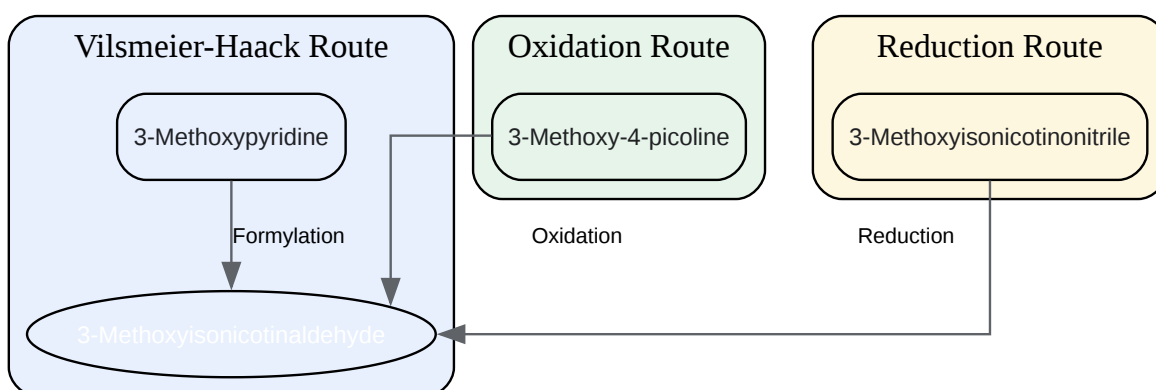 Vilsmeier-Haack Route
Oxidation Route
Reduction Route
3-Methoxypyridine
3-Methoxy-4-picoline
3-Methoxyisonicotinonitrile
Formylation
Oxidation
Reduction
3-Methoxyisonicotinaldehyde